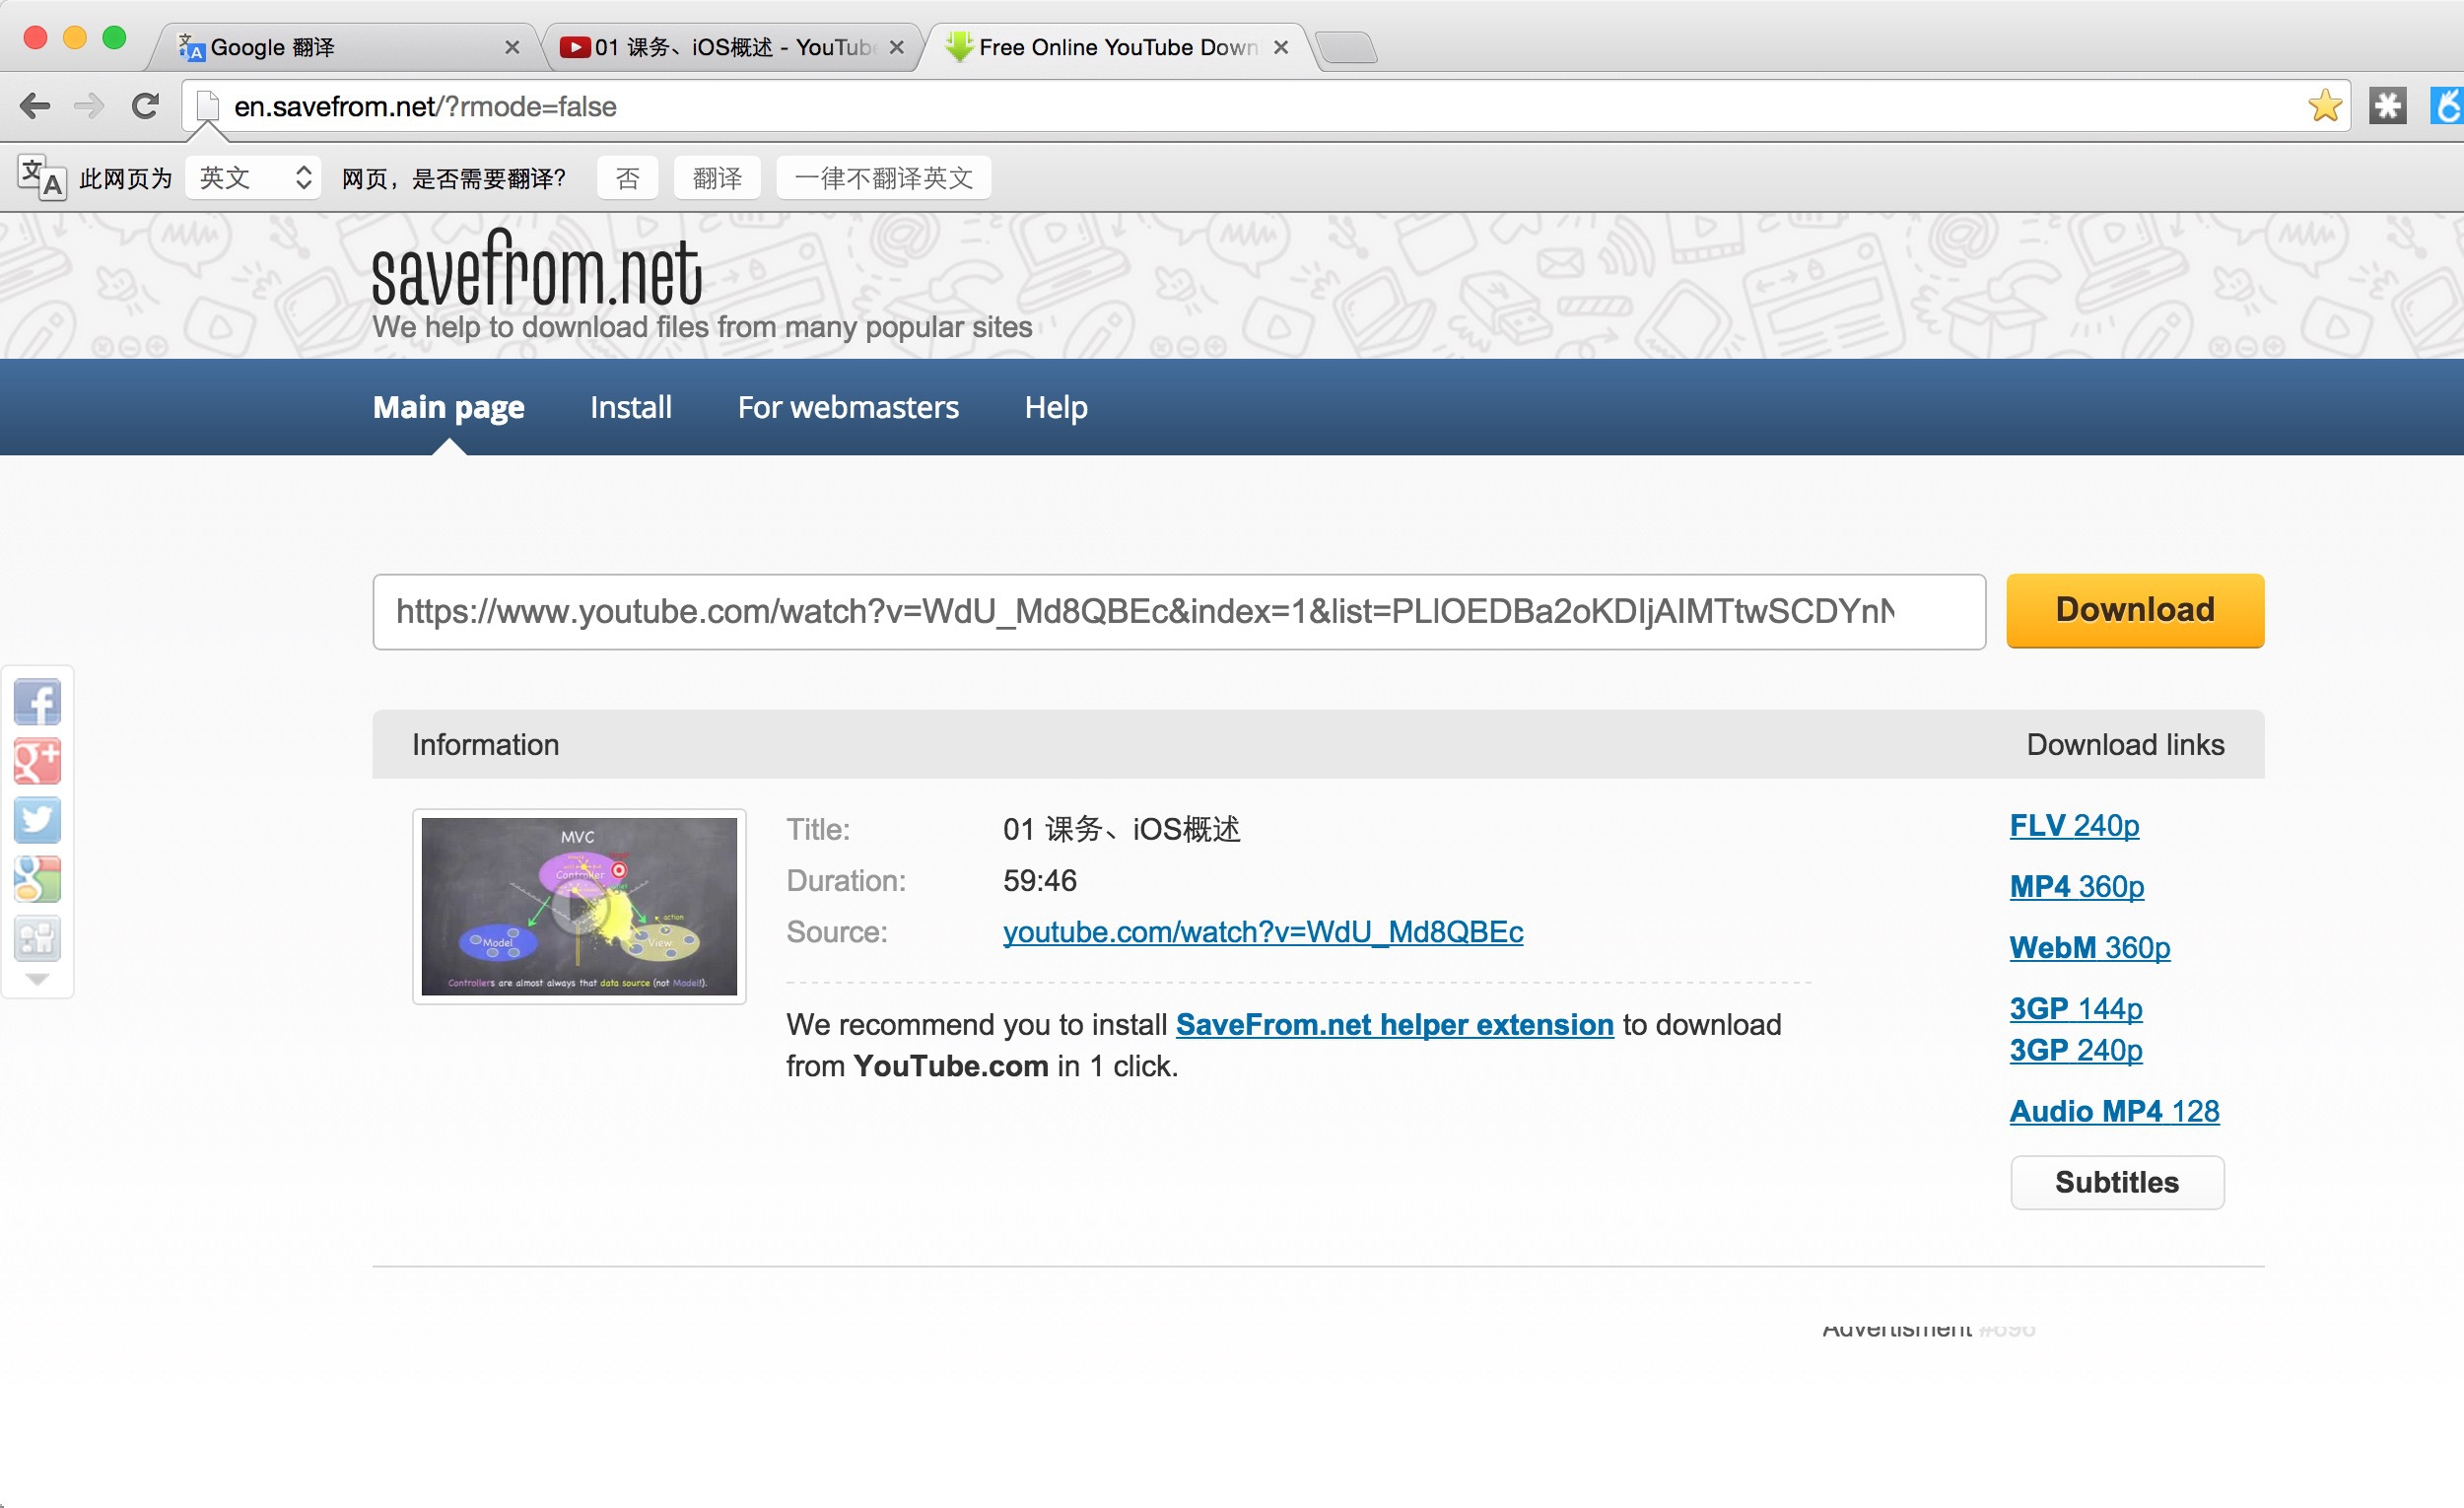 Google 翻译
01 课务、iOS概述 - YouTube
Free Online YouTube Down
en.savefrom.net/?rmode=false
此网页为 英文 网页，是否需要翻译? 否 翻译 一律不翻译英文
savefrom.net
We help to download files from many popular sites
Main page Install For webmasters Help
https://www.youtube.com/watch?v=WdU_Md8QBEc&index=1&list=PLlOEDBa2oKDIjAIMTtwSCDYnN
Download
Information Download links
MVC
Controller
action
Model
View
Controllers are almost always that data source (not Model!).
Title: 01 课务、iOS概述
Duration: 59:46
Source: youtube.com/watch?v=WdU_Md8QBEc
We recommend you to install SaveFrom.net helper extension to download
from YouTube.com in 1 click.
FLV 240p
MP4 360p
WebM 360p
3GP 144p
3GP 240p
Audio MP4 128
Subtitles
Advertisment #696